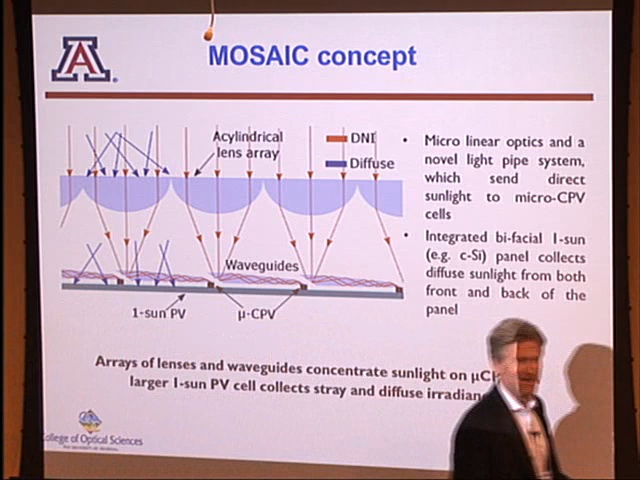 MOSAIC concept
A
Acylindrical
lens array
DNI
Diffuse
Waveguides
1-sun PV
μ-CPV
• Micro linear optics and a
novel light pipe system,
which send direct
sunlight to micro-CPV
cells
• Integrated bi-facial 1-sun
(e.g. c-Si) panel collects
diffuse sunlight from both
front and back of the
panel
Arrays of lenses and waveguides concentrate sunlight on
larger 1-sun PV cell collects stray and diffuse
College of Optical Sciences